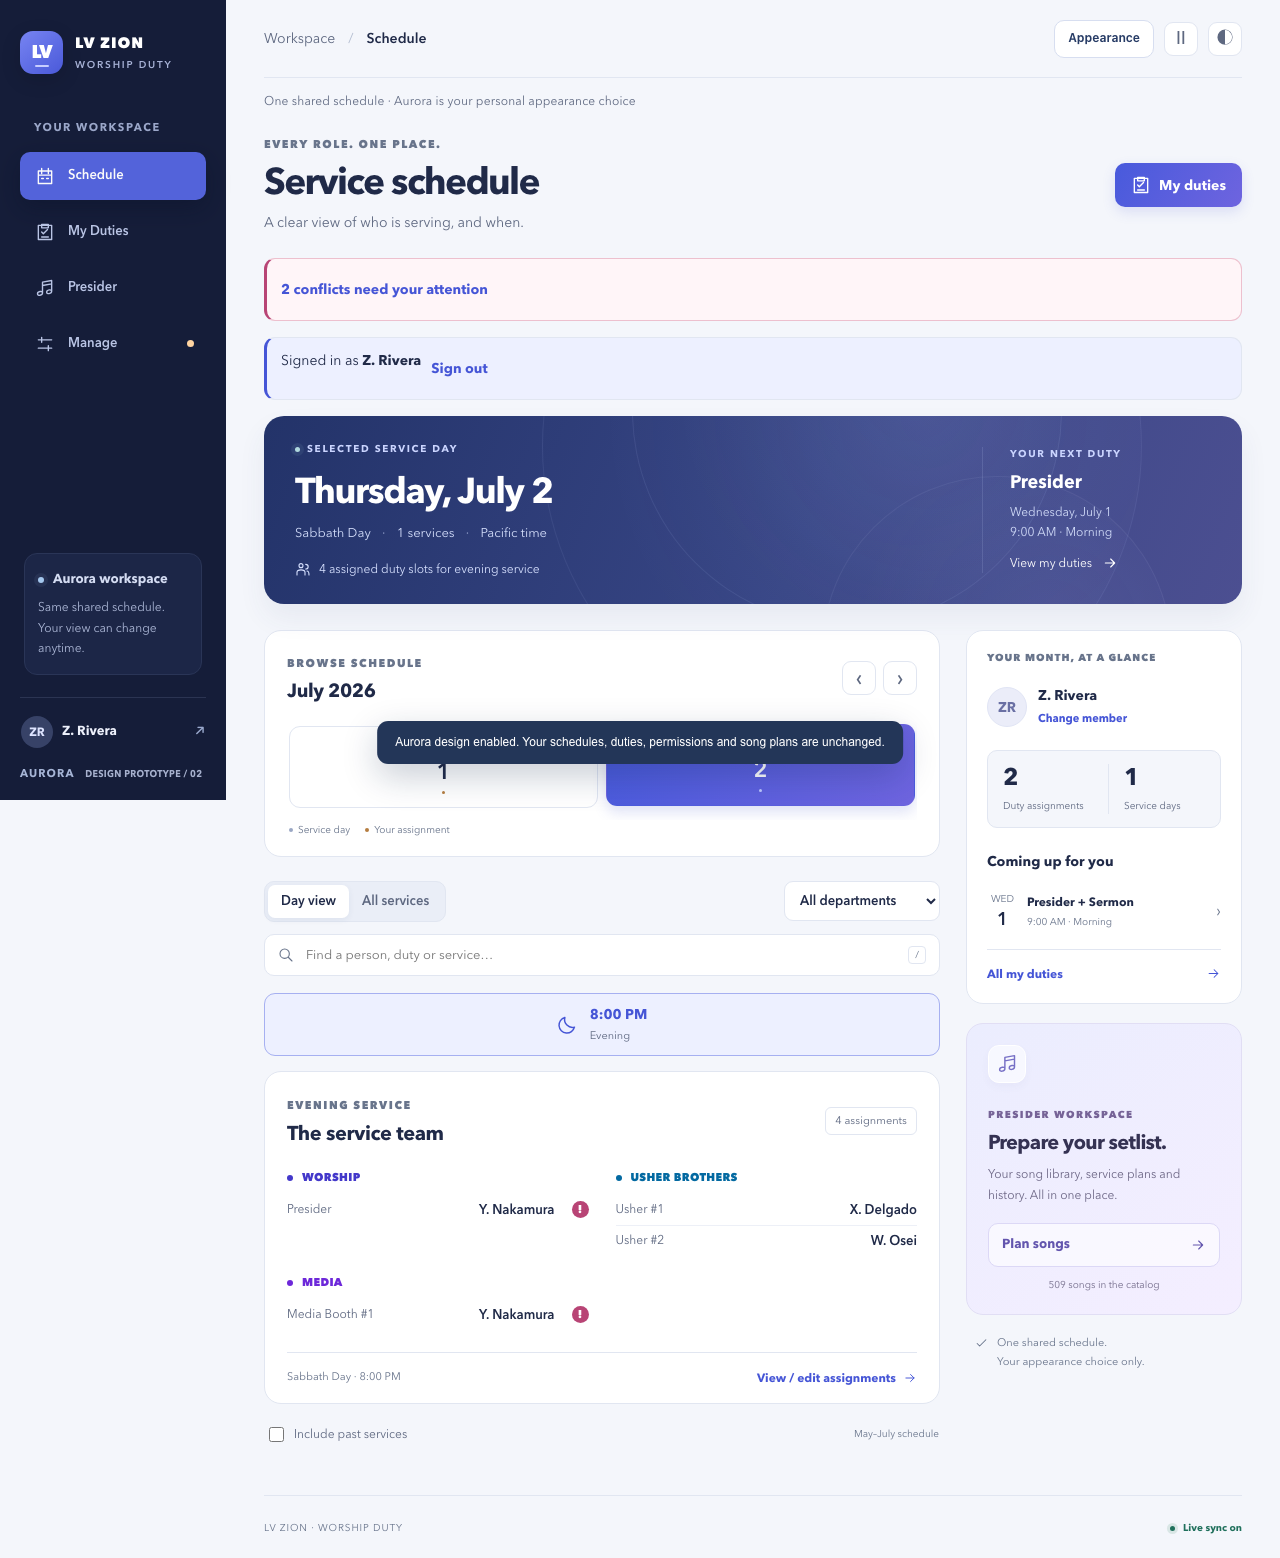 LV
LV ZION
WORSHIP DUTY
YOUR WORKSPACE
Schedule
My Duties
Presider
Manage
Aurora workspace
Same shared schedule.
Your view can change
anytime.
ZR
Z. Rivera
AURORA
DESIGN PROTOTYPE / 02
Workspace / Schedule
Appearance
One shared schedule · Aurora is your personal appearance choice
EVERY ROLE. ONE PLACE.
Service schedule
A clear view of who is serving, and when.
My duties
2 conflicts need your attention
Signed in as Z. Rivera
Sign out
SELECTED SERVICE DAY
Thursday, July 2
Sabbath Day · 1 services · Pacific time
4 assigned duty slots for evening service
YOUR NEXT DUTY
Presider
Wednesday, July 1
9:00 AM · Morning
View my duties
BROWSE SCHEDULE
July 2026
Aurora design enabled. Your schedules, duties, permissions and song plans are unchanged.
1
2
Service day
Your assignment
Day view
All services
All departments
Find a person, duty or service…
/
8:00 PM
Evening
EVENING SERVICE
The service team
4 assignments
WORSHIP
Presider
Y. Nakamura
!
USHER BROTHERS
Usher #1
X. Delgado
Usher #2
W. Osei
MEDIA
Media Booth #1
Y. Nakamura
!
Sabbath Day · 8:00 PM
View / edit assignments
Include past services
May–July schedule
YOUR MONTH, AT A GLANCE
ZR
Z. Rivera
Change member
2
Duty assignments
1
Service days
Coming up for you
WED
1
Presider + Sermon
9:00 AM · Morning
All my duties
PRESIDER WORKSPACE
Prepare your setlist.
Your song library, service plans and
history. All in one place.
Plan songs
509 songs in the catalog
One shared schedule.
Your appearance choice only.
LV ZION · WORSHIP DUTY
Live sync on